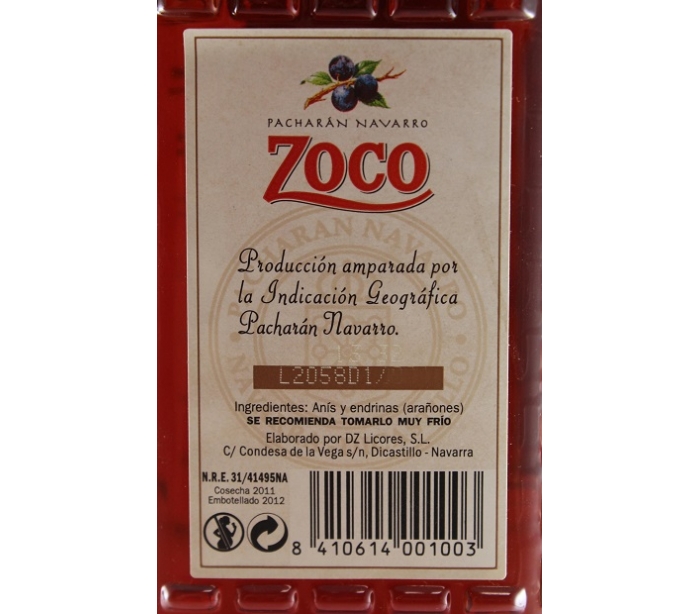 PACHARÁN NAVARRO
ZOCO
Producción amparada por
la Indicación Geográfica
Pacharán Navarro.
L2058D1/
Ingredientes: Anís y endrinas (arañones)
SE RECOMIENDA TOMARLO MUY FRÍO
Elaborado por DZ Licores, S.L.
C/ Condesa de la Vega s/n, Dicastillo - Navarra
N.R.E. 31/41495NA
Cosecha 2011
Embotellado 2012
8 410614 001003